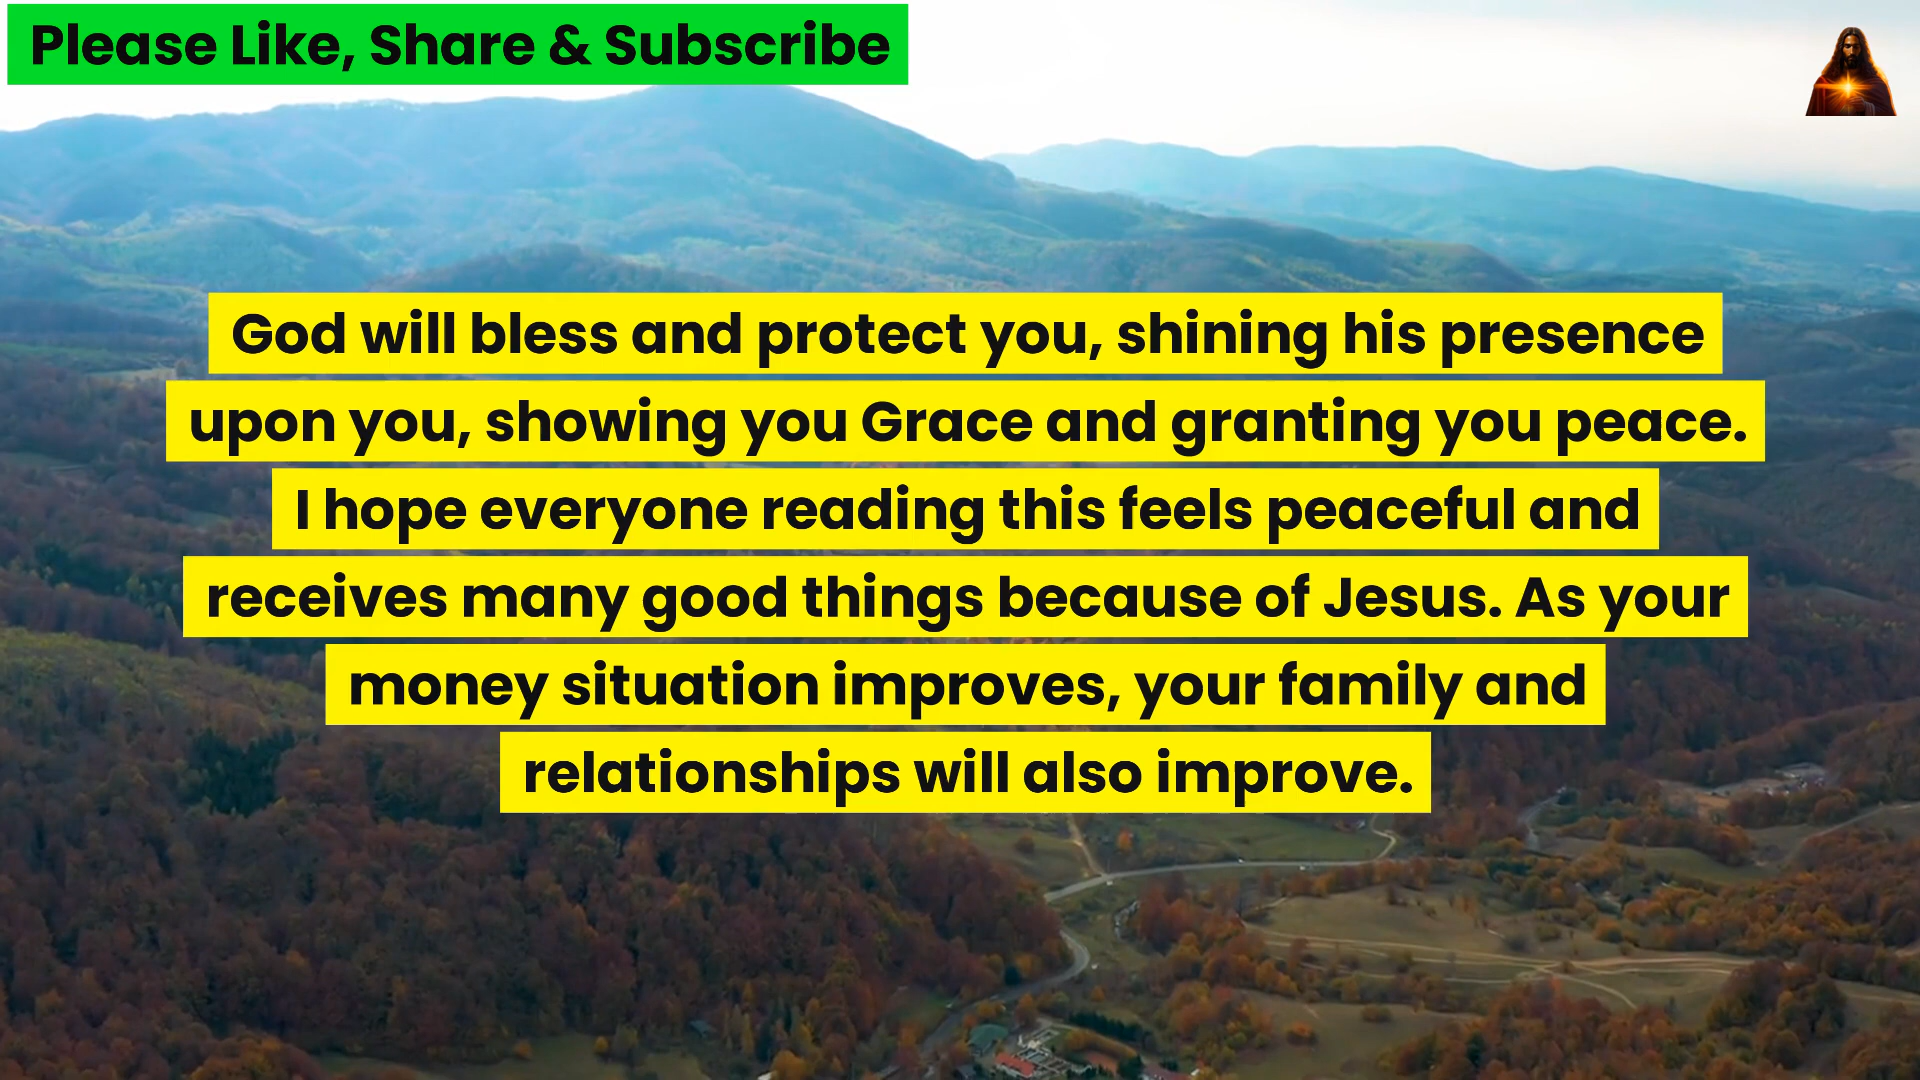 Please Like, Share & Subscribe
God will bless and protect you, shining his presence
upon you, showing you Grace and granting you peace.
I hope everyone reading this feels peaceful and
receives many good things because of Jesus. As your
money situation improves, your family and
relationships will also improve.